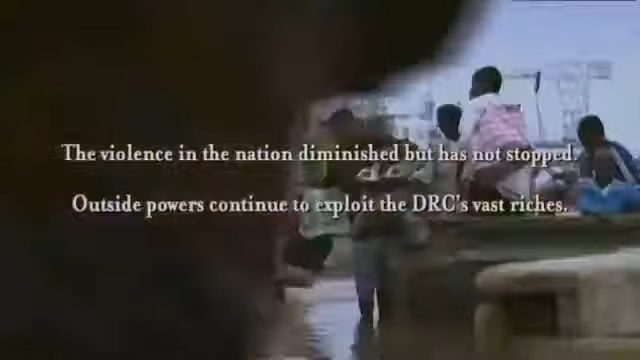 The violence in the nation diminished but has not stopped.
Outside powers continue to exploit the DRC's vast riches.